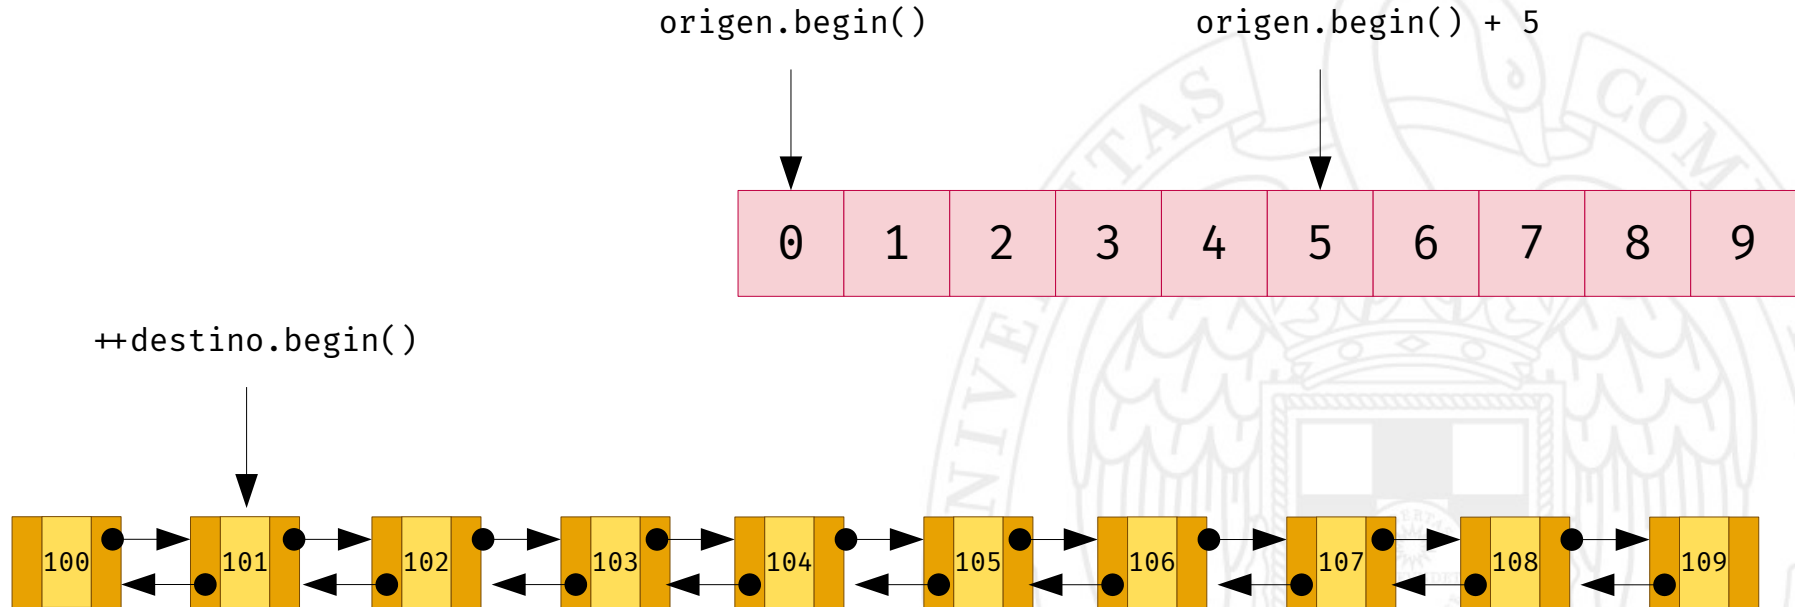 origen.begin() origen.begin() + 5
0 1 2 3 4 5 6 7 8 9
++destino.begin()
100 101 102 103 104 105 106 107 108 109